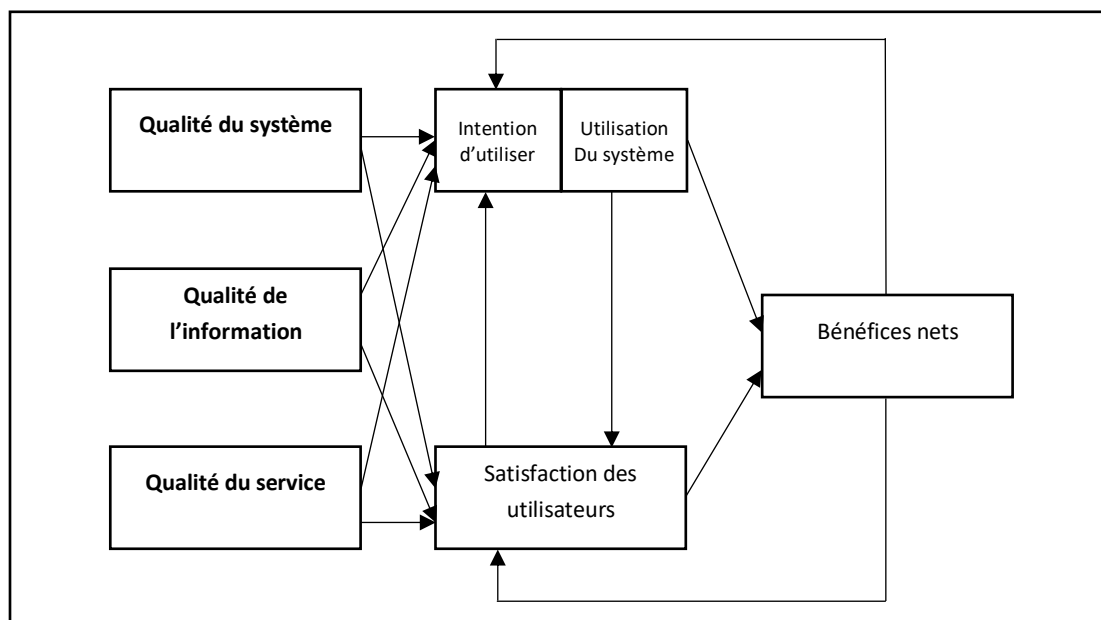 Qualité du système
Intention
d’utiliser
Utilisation
Du système
Qualité de
l’information
Bénéfices nets
Qualité du service
Satisfaction des
utilisateurs